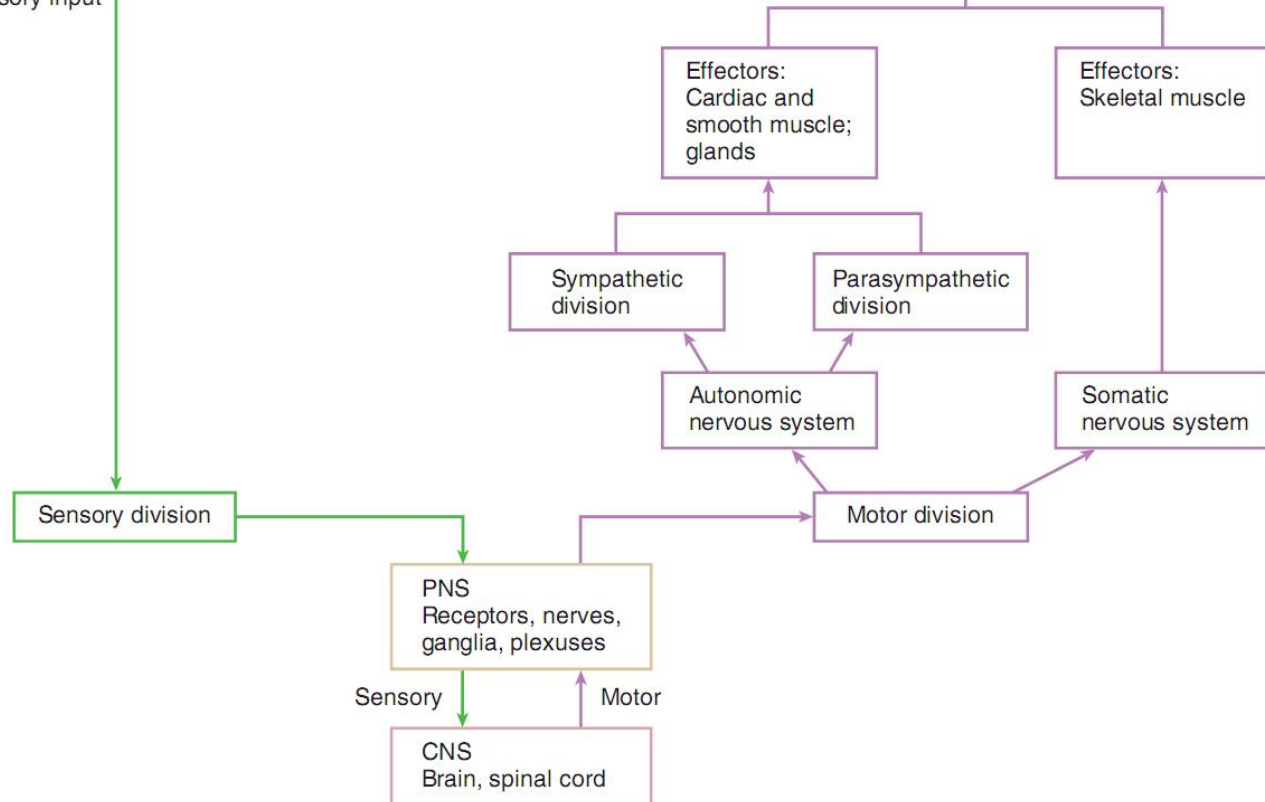 input
Effectors:
Cardiac and
smooth muscle;
glands
Effectors:
Skeletal muscle
Sympathetic
division
Parasympathetic
division
Autonomic
nervous system
Somatic
nervous system
Sensory division
Motor division
PNS
Receptors, nerves,
ganglia, plexuses
Sensory
Motor
CNS
Brain, spinal cord